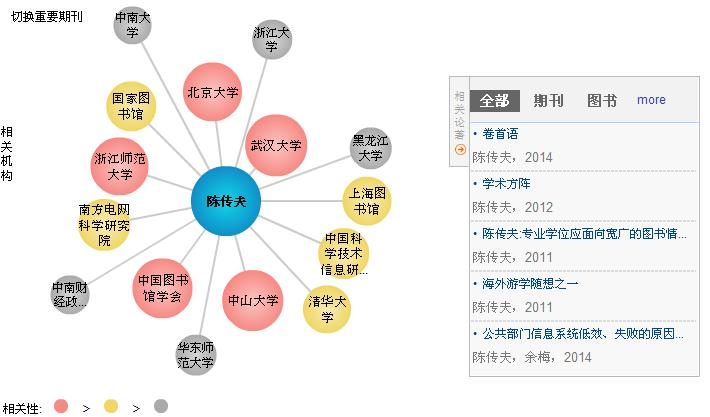 切换重要期刊
中南大
学
浙江大
学
国家图
书馆
北京大学
相
关
机
构
武汉大学
黑龙江
大学
浙江师范
大学
陈传夫
上海图
书馆
南方电网
科学研究
院
中国科
学技术
信息研...
中南财
经政...
中国图书
馆学会
中山大学
清华大
学
华东师
范大学
相关性: > >
相
关
论
著
全部 期刊 图书 more
• 卷首语
陈传夫，2014
• 学术方阵
陈传夫，2012
• 陈传夫:专业学位应面向宽广的图书情...
陈传夫，2011
• 海外游学随想之一
陈传夫，2011
• 公共部门信息系统低效、失败的原因...
陈传夫，余梅，2014